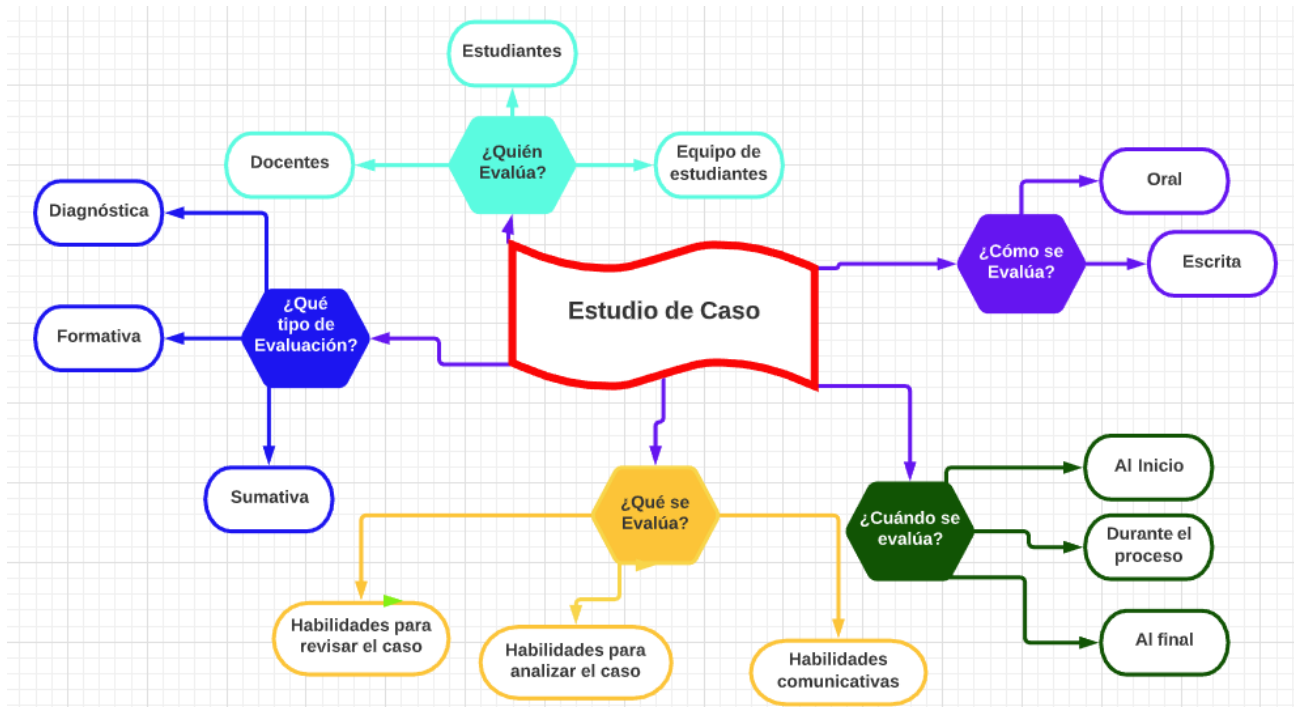 Estudiantes
¿Quién
Evalúa?
Docentes
Equipo de
estudiantes
Oral
¿Cómo se
Evalúa?
Escrita
Diagnóstica
¿Qué
tipo de
Evaluación?
Formativa
Sumativa
Estudio de Caso
¿Qué se
Evalúa?
Habilidades para
revisar el caso
Habilidades para
analizar el caso
Habilidades
comunicativas
¿Cuándo se
evalúa?
Al Inicio
Durante el
proceso
Al final